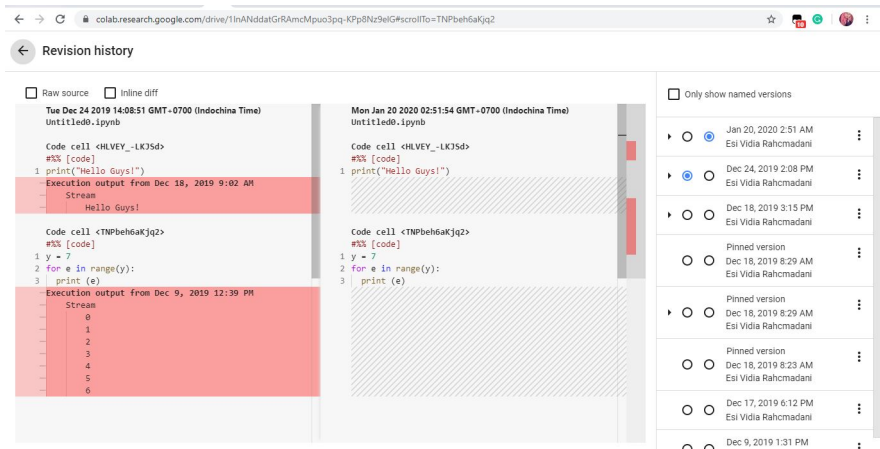 colab.research.google.com/drive/1InANddatGrRAmcMpuo3pq-KPp8Nz9eIG#scrollTo=TNPbeh6aKjq2
10
Revision history
Raw source Inline diff
Tue Dec 24 2019 14:08:51 GMT+0700 (Indochina Time)
Untitled0.ipynb
Code cell <HLVEY_-LKJSd>
#%% [code]
1 print("Hello Guys!")
Execution output from Dec 18, 2019 9:02 AM
Stream
Hello Guys!
Code cell <TNPbeh6aKjq2>
#%% [code]
1 y = 7
2 for e in range(y):
3 print (e)
Execution output from Dec 9, 2019 12:39 PM
Stream
0
1
2
3
4
5
6
Mon Jan 20 2020 02:51:54 GMT+0700 (Indochina Time)
Untitled0.ipynb
Code cell <HLVEY_-LKJSd>
#%% [code]
1 print("Hello Guys!")
Code cell <TNPbeh6aKjq2>
#%% [code]
1 y = 7
2 for e in range(y):
3 print (e)
Only show named versions
Jan 20, 2020 2:51 AM
Esi Vidia Rahcmadani
Dec 24, 2019 2:08 PM
Esi Vidia Rahcmadani
Dec 18, 2019 3:15 PM
Esi Vidia Rahcmadani
Pinned version
Dec 18, 2019 8:29 AM
Esi Vidia Rahcmadani
Pinned version
Dec 18, 2019 8:29 AM
Esi Vidia Rahcmadani
Pinned version
Dec 18, 2019 8:23 AM
Esi Vidia Rahcmadani
Dec 17, 2019 6:12 PM
Esi Vidia Rahcmadani
Dec 9, 2019 1:31 PM